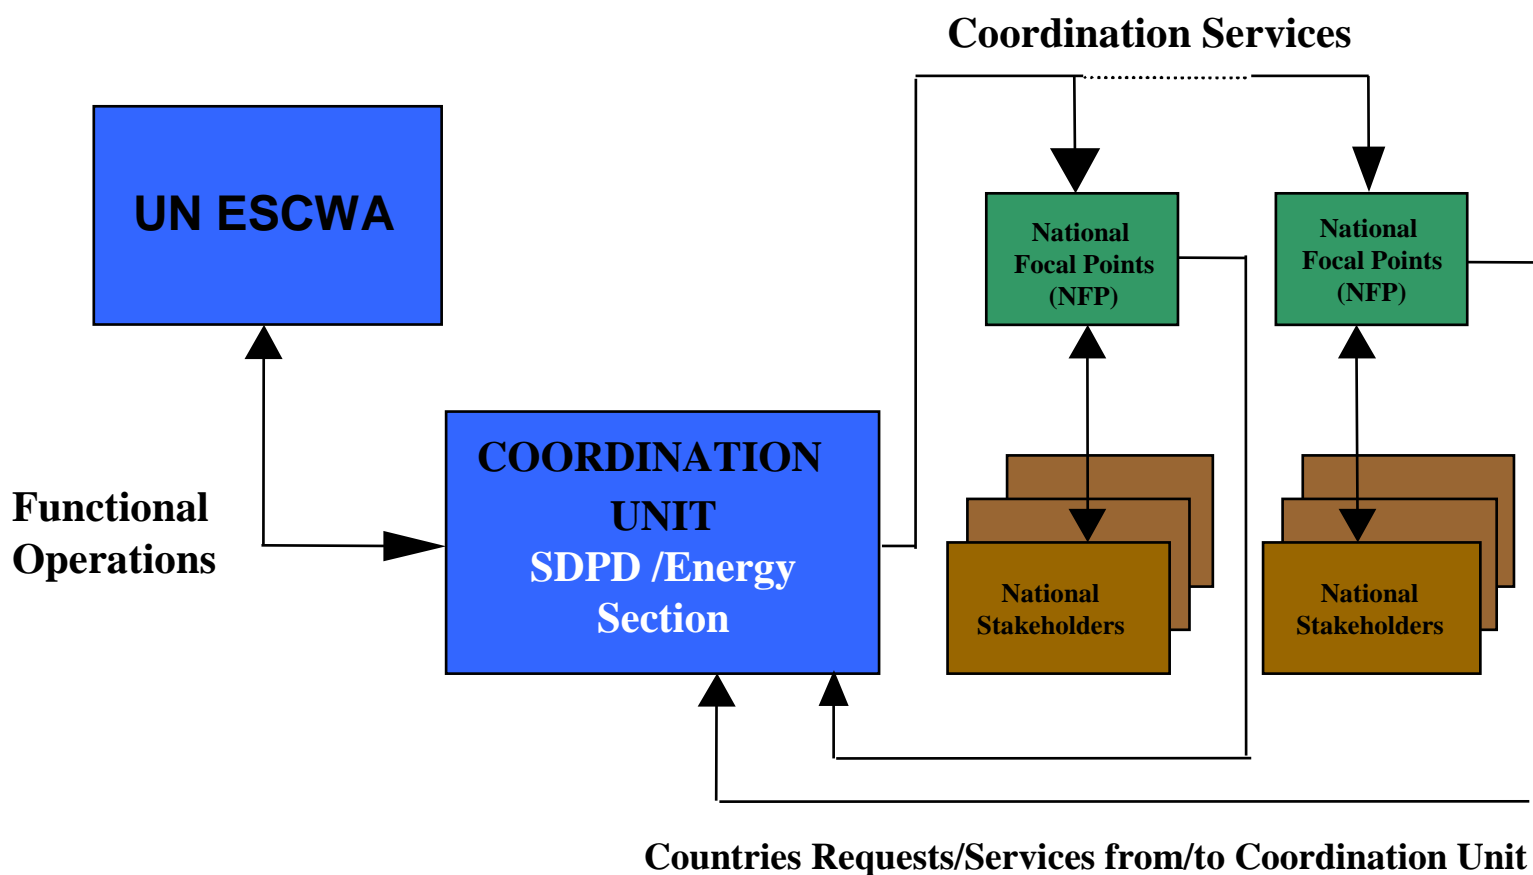 Coordination Services
UN ESCWA
National
Focal Points
(NFP)
National
Focal Points
(NFP)
Functional
Operations
COORDINATION
UNIT
SDPD /Energy
Section
National
Stakeholders
National
Stakeholders
Countries Requests/Services from/to Coordination Unit